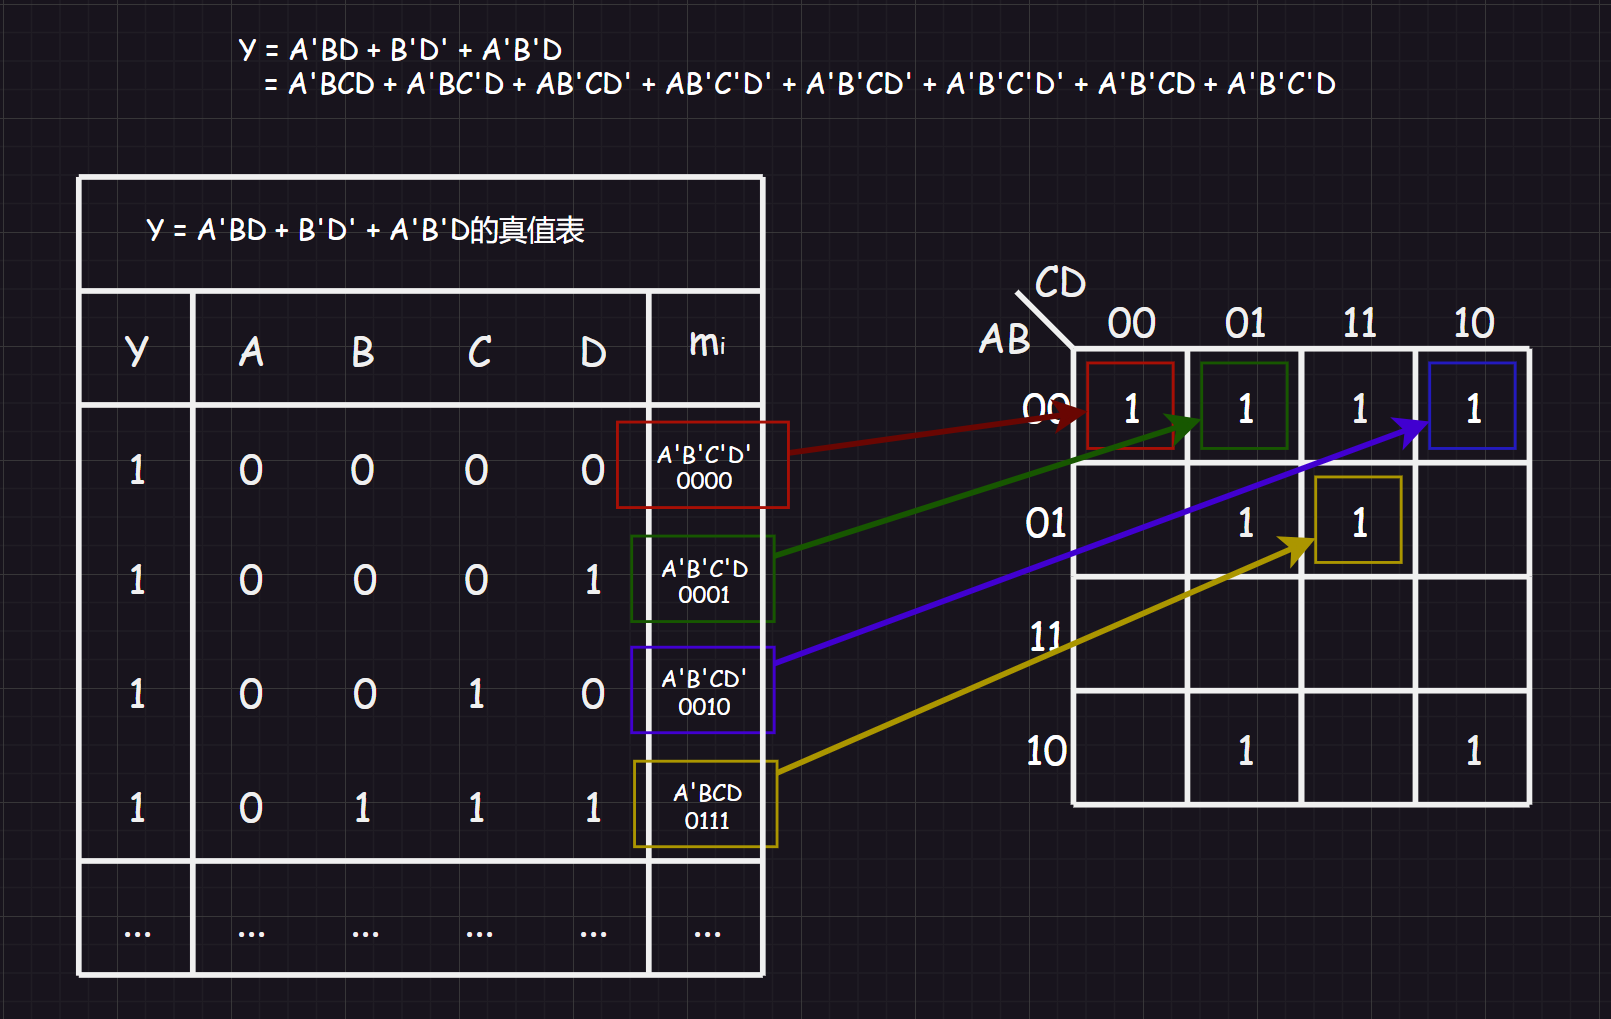 Y = A'BD + B'D' + A'B'D
= A'BCD + A'BC'D + AB'CD' + AB'C'D' + A'B'CD' + A'B'C'D' + A'B'CD + A'B'C'D
Y = A'BD + B'D' + A'B'D的真值表
Y A B C D mi
1 0 0 0 0 A'B'C'D'
0000
1 0 0 0 1 A'B'C'D
0001
1 0 0 1 0 A'B'CD'
0010
1 0 1 1 1 A'BCD
0111
... ... ... ... ... ...
CD
AB
00 01 11 10
00 1 1 1 1
01 1 1
11
10 1 1